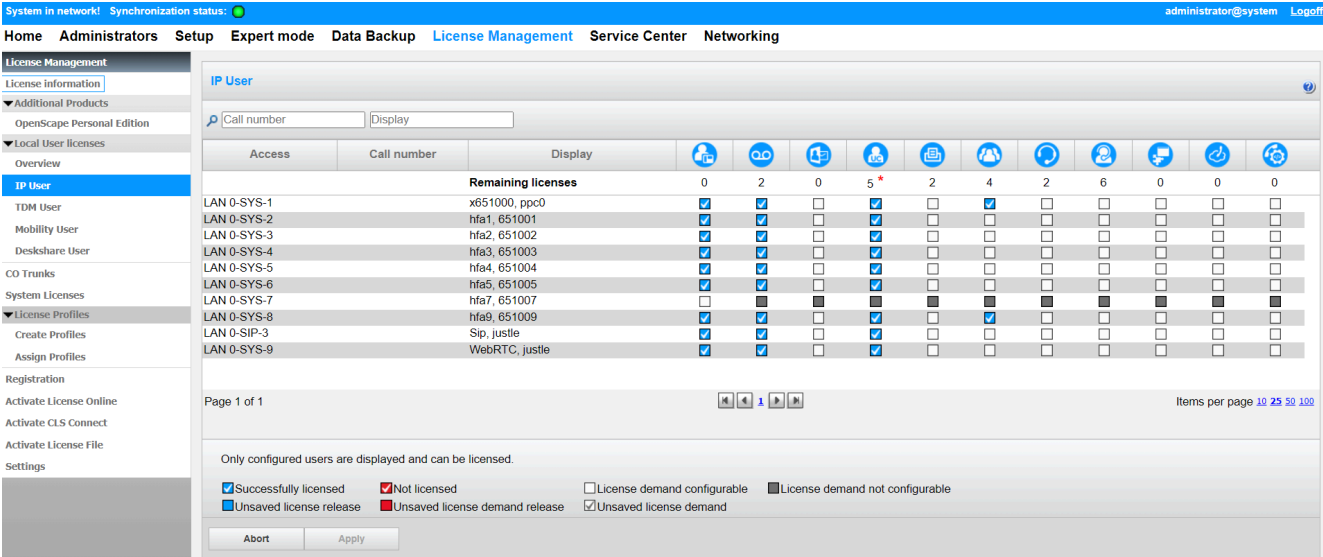 System in network! Synchronization status:
administrator@system Logoff
Home Administrators Setup Expert mode Data Backup License Management Service Center Networking
License Management
License information
Additional Products
OpenScape Personal Edition
Local User licenses
Overview
IP User
TDM User
Mobility User
Deskshare User
CO Trunks
System Licenses
License Profiles
Create Profiles
Assign Profiles
Registration
Activate License Online
Activate CLS Connect
Activate License File
Settings
IP User
Call number Display
Access Call number Display UC
Remaining licenses 0 2 0 5 * 2 4 2 6 0 0 0
LAN 0-SYS-1 x651000, ppc0
LAN 0-SYS-2 hfa1, 651001
LAN 0-SYS-3 hfa2, 651002
LAN 0-SYS-4 hfa3, 651003
LAN 0-SYS-5 hfa4, 651004
LAN 0-SYS-6 hfa5, 651005
LAN 0-SYS-7 hfa7, 651007
LAN 0-SYS-8 hfa9, 651009
LAN 0-SIP-3 Sip, justle
LAN 0-SYS-9 WebRTC, justle
Page 1 of 1 1 Items per page 10 25 50 100
Only configured users are displayed and can be licensed.
Successfully licensed Not licensed License demand configurable License demand not configurable
Unsaved license release Unsaved license demand release Unsaved license demand
Abort Apply